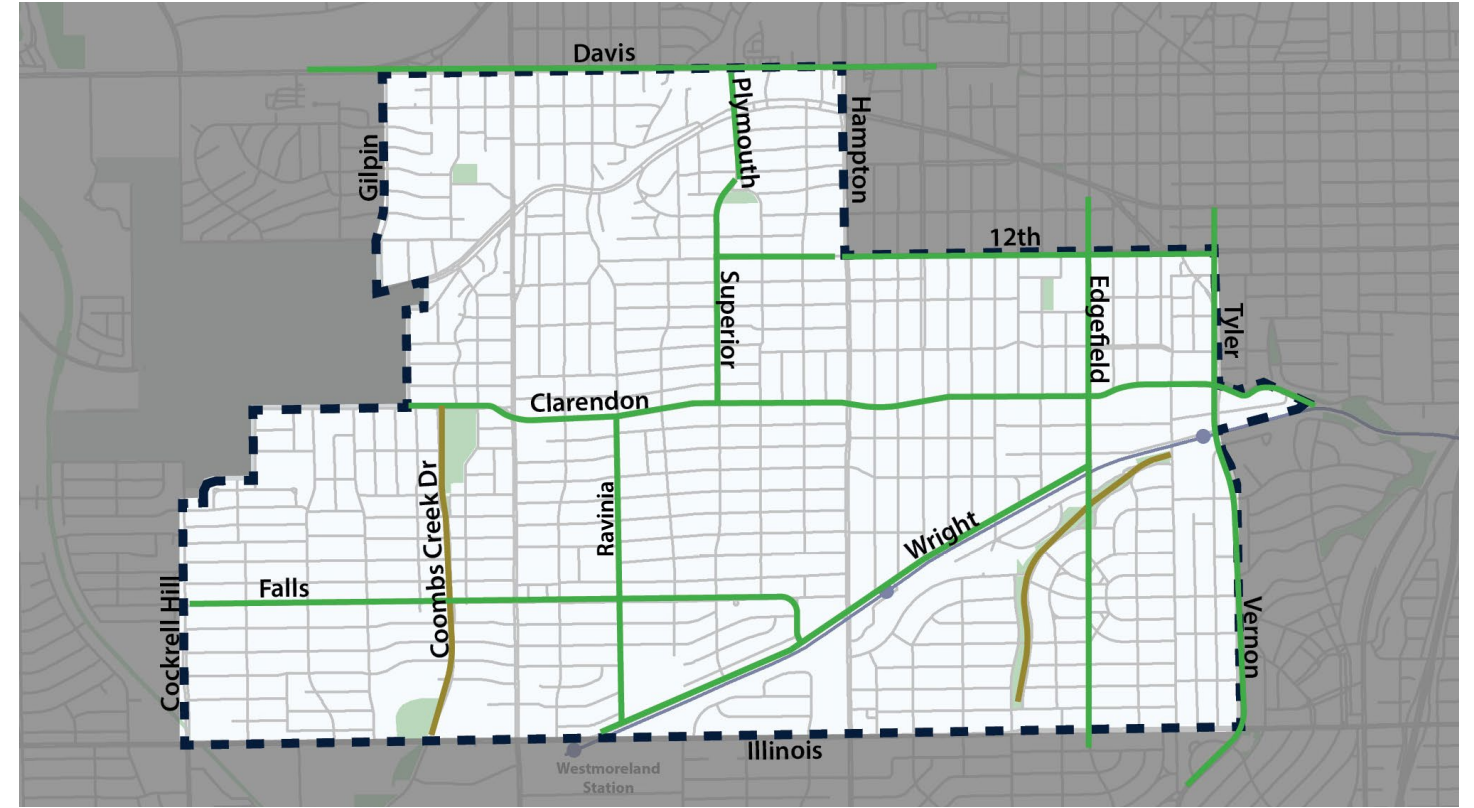 Davis
Plymouth
Hampton
Gilpin
12th
Superior
Edgefield
Tyler
Clarendon
Coombs Creek Dr
Ravinia
Wright
Falls
Cockrell Hill
Vernon
Illinois
Westmoreland
Station